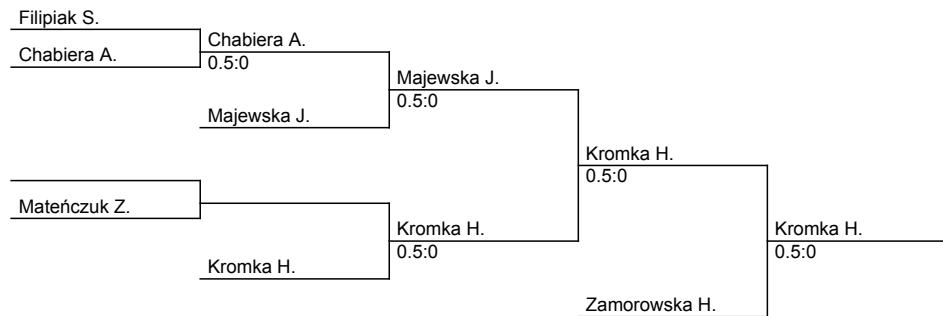 Filipiak S.
Chabiera A.
Chabiera A.
0.5:0
Majewska J.
0.5:0
Majewska J.
Kromka H.
0.5:0
Mateńczuk Z.
Kromka H.
0.5:0
Kromka H.
0.5:0
Kromka H.
Zamorowska H.